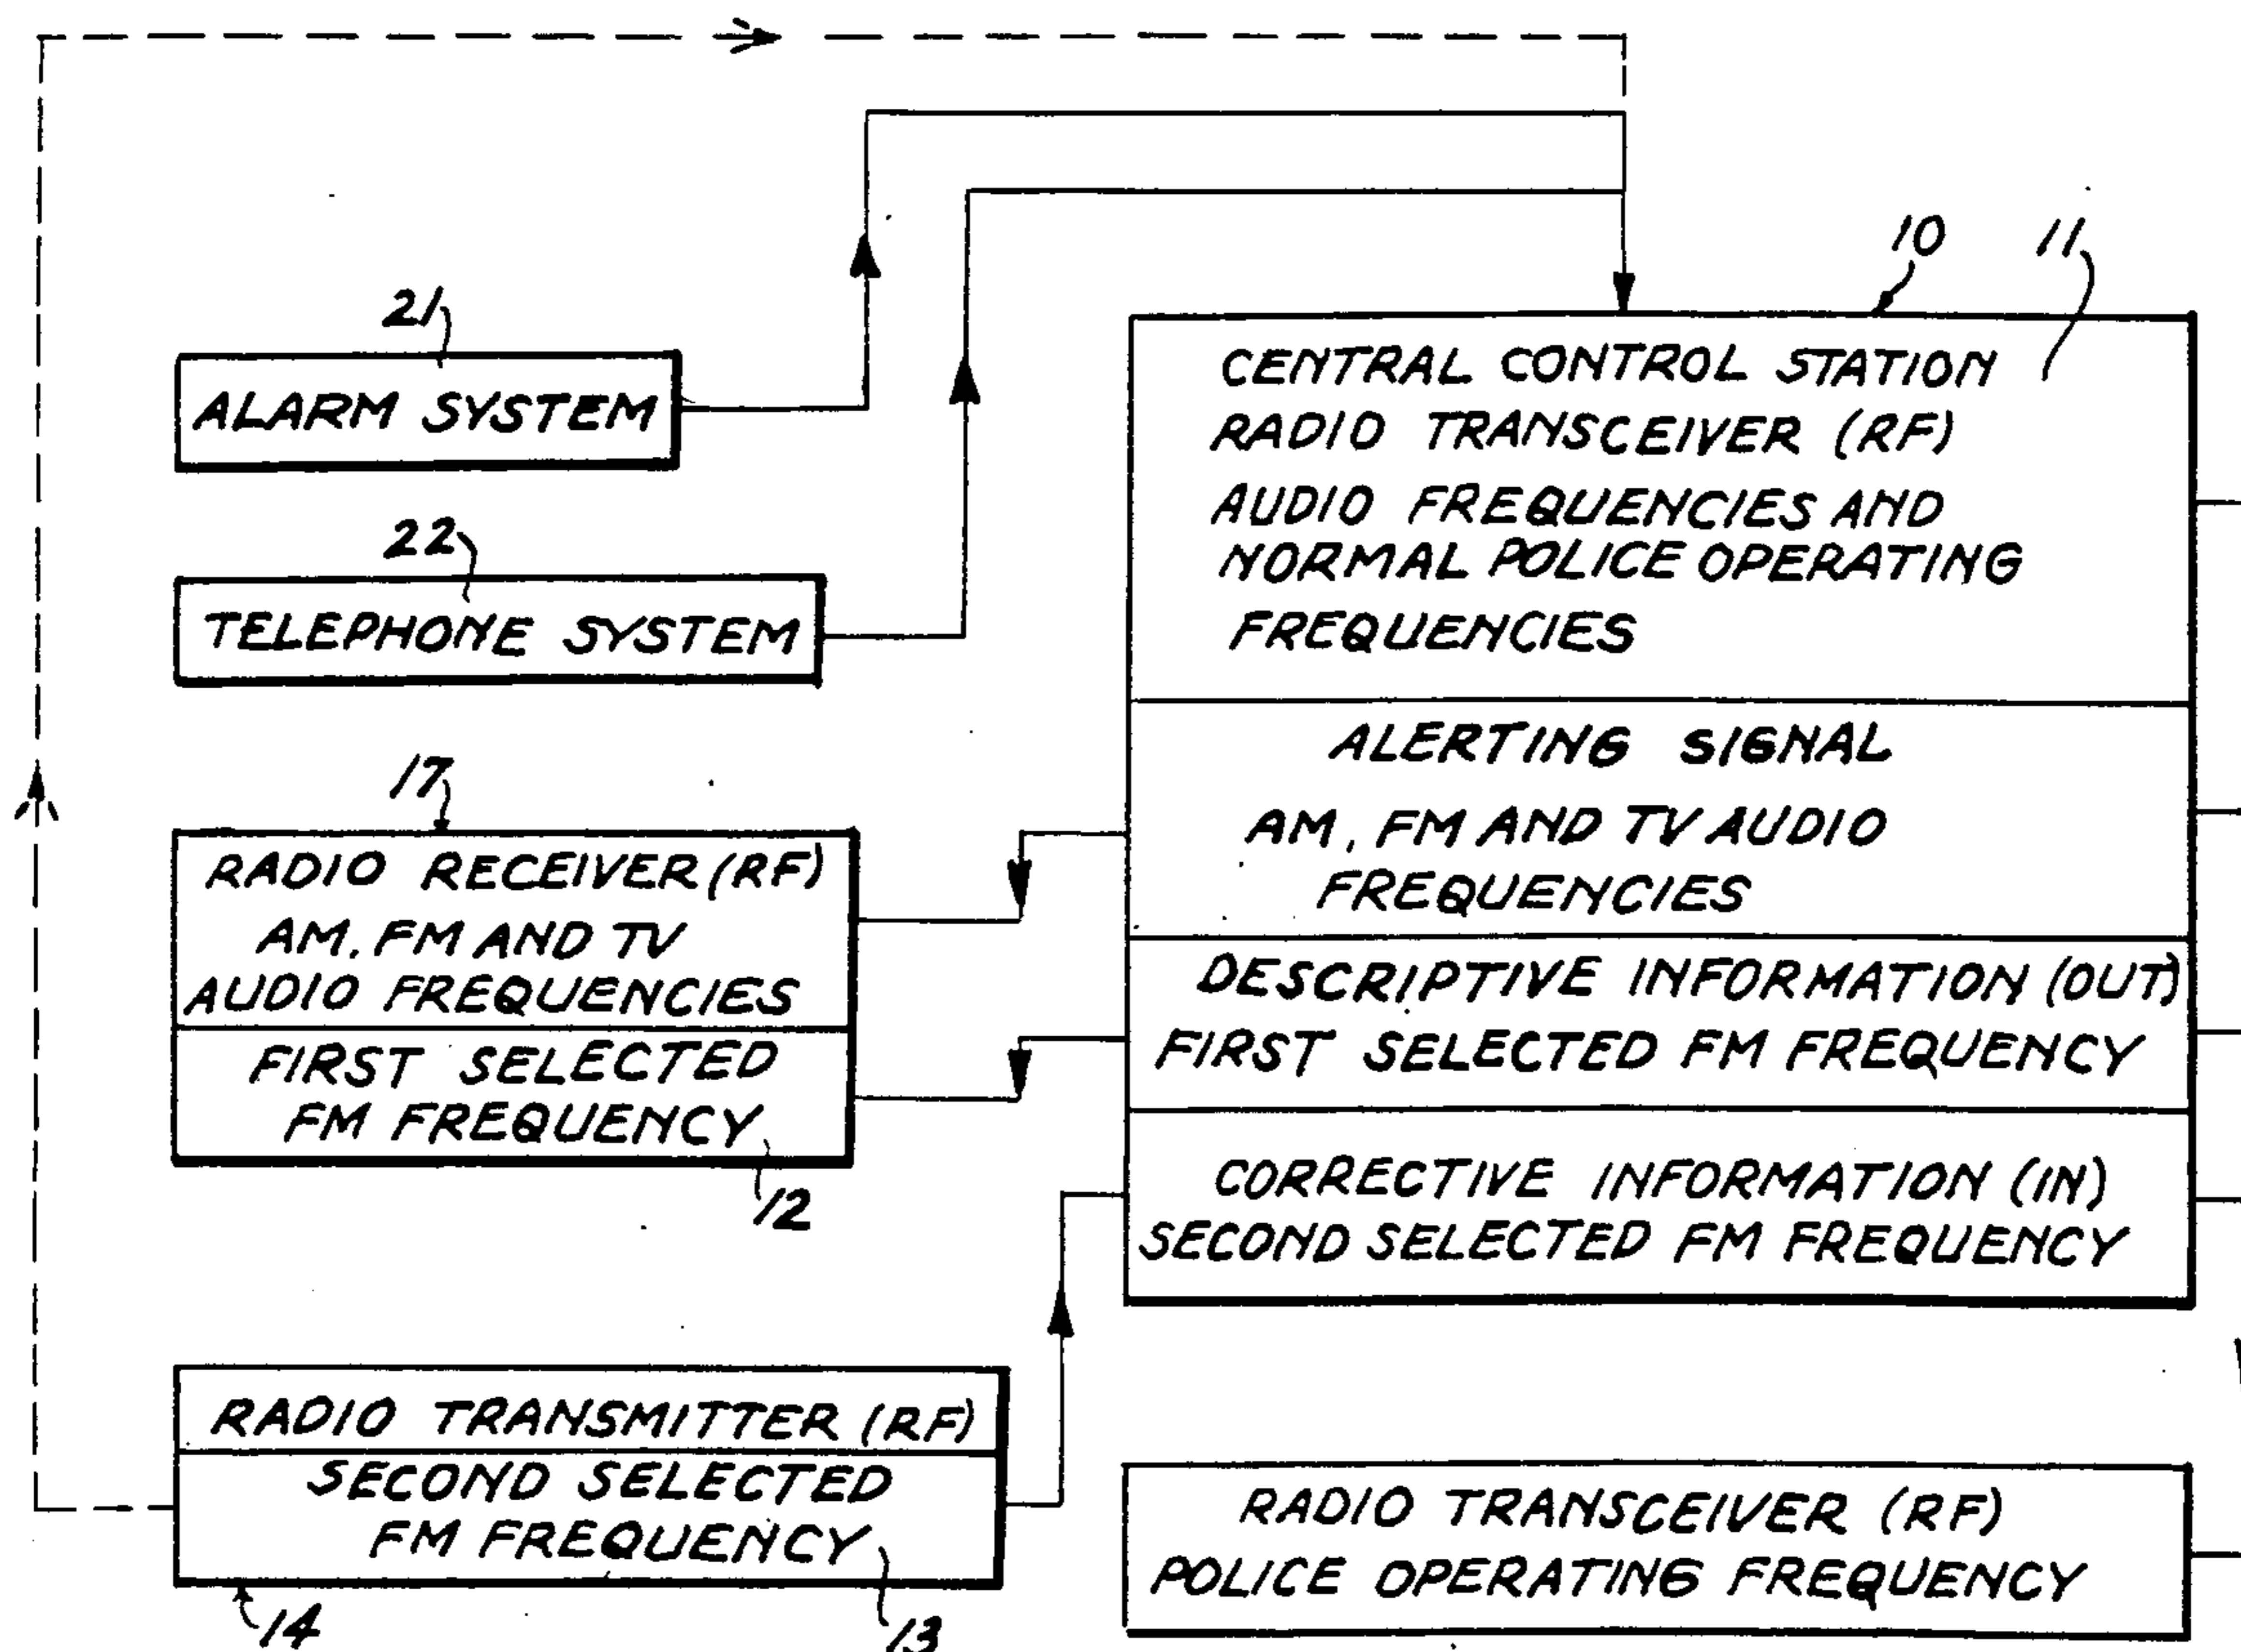 10
11
21
ALARM SYSTEM
22
TELEPHONE SYSTEM
CENTRAL CONTROL STATION
RADIO TRANSCEIVER (RF)
AUDIO FREQUENCIES AND
NORMAL POLICE OPERATING
FREQUENCIES
ALERTING SIGNAL
AM, FM AND TV AUDIO
FREQUENCIES
DESCRIPTIVE INFORMATION (OUT)
FIRST SELECTED FM FREQUENCY
CORRECTIVE INFORMATION (IN)
SECOND SELECTED FM FREQUENCY
17
RADIO RECEIVER (RF)
AM, FM AND TV
AUDIO FREQUENCIES
FIRST SELECTED
FM FREQUENCY
12
RADIO TRANSMITTER (RF)
SECOND SELECTED
FM FREQUENCY
14
13
RADIO TRANSCEIVER (RF)
POLICE OPERATING FREQUENCY